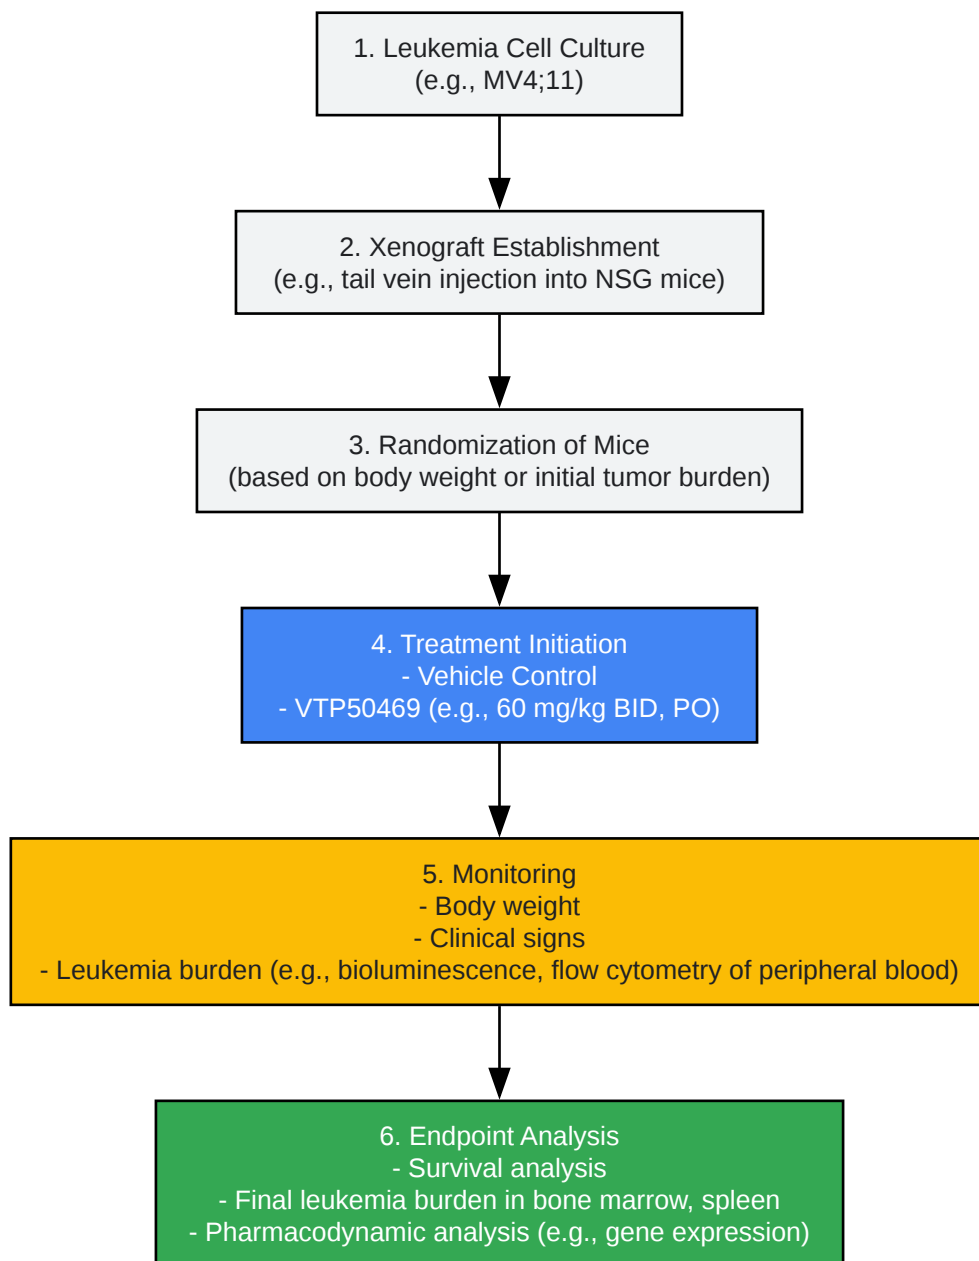 1. Leukemia Cell Culture
(e.g., MV4;11)
2. Xenograft Establishment
(e.g., tail vein injection into NSG mice)
3. Randomization of Mice
(based on body weight or initial tumor burden)
4. Treatment Initiation
- Vehicle Control
- VTP50469 (e.g., 60 mg/kg BID, PO)
5. Monitoring
- Body weight
- Clinical signs
- Leukemia burden (e.g., bioluminescence, flow cytometry of peripheral blood)
6. Endpoint Analysis
- Survival analysis
- Final leukemia burden in bone marrow, spleen
- Pharmacodynamic analysis (e.g., gene expression)